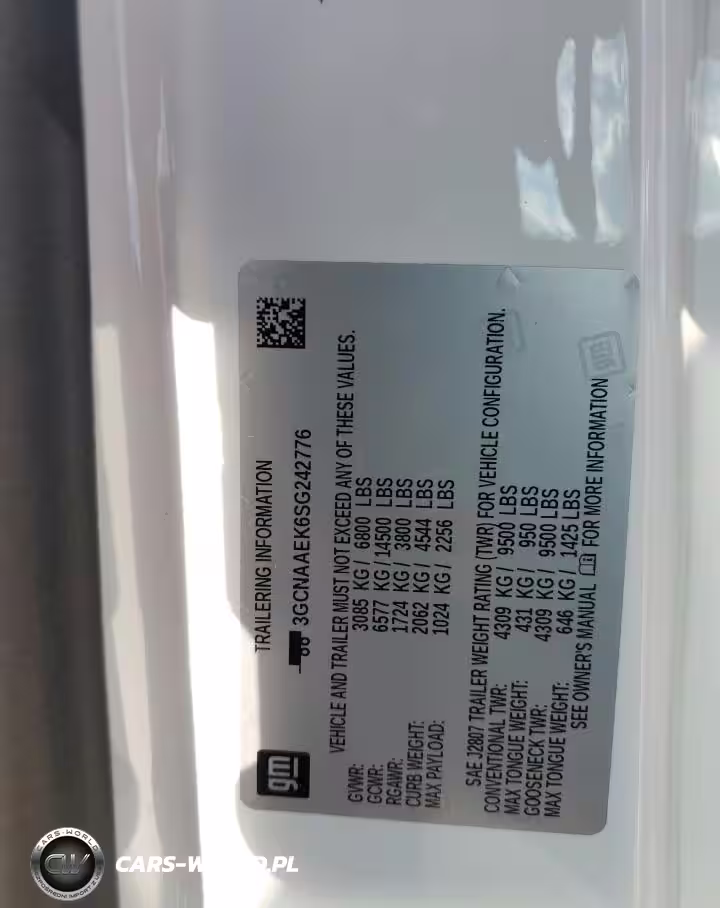 TRAILERING INFORMATION
3GCNAAEK6SG242776
gm
VEHICLE AND TRAILER MUST NOT EXCEED ANY OF THESE VALUES.
GVWR: 3085 KG / 6800 LBS
GCWR: 6577 KG / 14500 LBS
RGAWR: 1724 KG / 3800 LBS
CURB WEIGHT: 2062 KG / 4544 LBS
MAX PAYLOAD: 1024 KG / 2256 LBS
SAE J2807 TRAILER WEIGHT RATING (TWR) FOR VEHICLE CONFIGURATION.
CONVENTIONAL TWR: 4309 KG / 9500 LBS
MAX TONGUE WEIGHT: 431 KG / 950 LBS
GOOSENECK TWR: 4309 KG / 9500 LBS
MAX TONGUE WEIGHT: 646 KG / 1425 LBS
SEE OWNER'S MANUAL FOR MORE INFORMATION
gm
CARS-WORLD
CW
CARS-WORLD.PL